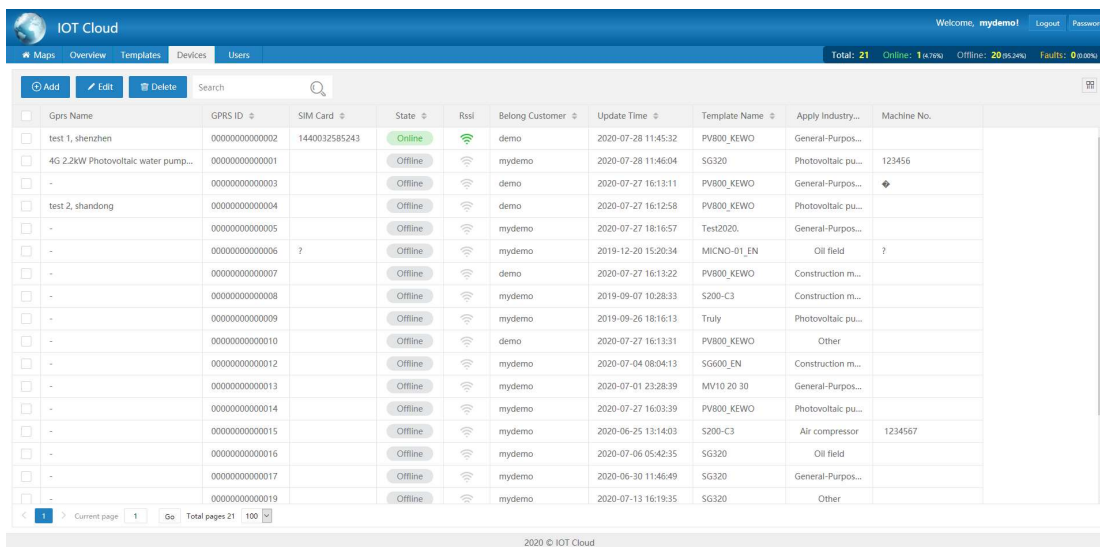 IOT Cloud
Welcome, mydemo! Logout Passwor
Maps Overview Templates Devices Users Total: 21 Online: 1(4.76%) Offline: 20(95.24%) Faults: 0(0.00%)
Add Edit Delete Search
Gprs Name GPRS ID SIM Card State Rssi Belong Customer Update Time Template Name Apply Industry... Machine No.
test 1, shenzhen 00000000000002 1440032585243 Online demo 2020-07-28 11:45:32 PV800_KEWO General-Purpos...
4G 2.2kW Photovoltaic water pump... 00000000000001 Offline mydemo 2020-07-28 11:46:04 SG320 Photovoltaic pu... 123456
- 00000000000003 Offline demo 2020-07-27 16:13:11 PV800_KEWO General-Purpos... �
test 2, shandong 00000000000004 Offline demo 2020-07-27 16:12:58 PV800_KEWO Photovoltaic pu...
- 00000000000005 Offline mydemo 2020-07-27 18:16:57 Test2020. General-Purpos...
- 00000000000006 ? Offline mydemo 2019-12-20 15:20:34 MICNO-01_EN Oil field ?
- 00000000000007 Offline demo 2020-07-27 16:13:22 PV800_KEWO Construction m...
- 00000000000008 Offline mydemo 2019-09-07 10:28:33 S200-C3 Construction m...
- 00000000000009 Offline mydemo 2019-09-26 18:16:13 Truly Photovoltaic pu...
- 00000000000010 Offline demo 2020-07-27 16:13:31 PV800_KEWO Other
- 00000000000012 Offline mydemo 2020-07-04 08:04:13 SG600_EN Construction m...
- 00000000000013 Offline mydemo 2020-07-01 23:28:39 MV10 20 30 General-Purpos...
- 00000000000014 Offline mydemo 2020-07-27 16:03:39 PV800_KEWO Photovoltaic pu...
- 00000000000015 Offline mydemo 2020-06-25 13:14:03 S200-C3 Air compressor 1234567
- 00000000000016 Offline mydemo 2020-07-06 05:42:35 SG320 Oil field
- 00000000000017 Offline mydemo 2020-06-30 11:46:49 SG320 General-Purpos...
- 00000000000019 Offline mydemo 2020-07-13 16:19:35 SG320 Other
< 1 > Current page 1 Go Total pages 21 100
2020 © IOT Cloud